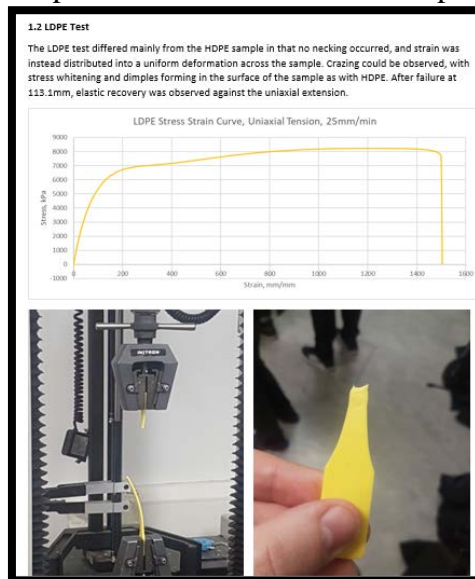 1.2 LDPE Test
The LDPE test differed mainly from the HDPE sample in that no necking occurred, and strain was
instead distributed into a uniform deformation across the sample. Crazing could be observed, with
stress whitening and dimples forming in the surface of the sample as with HDPE. After failure at
113.1mm, elastic recovery was observed against the uniaxial extension.
LDPE Stress Strain Curve, Uniaxial Tension, 25mm/min
9000
8000
7000
6000
5000
4000
3000
2000
1000
0
-1000
Stress, kPa
0 200 400 600 800 1000 1200 1400 1600
Strain, mm/mm
INSTRON